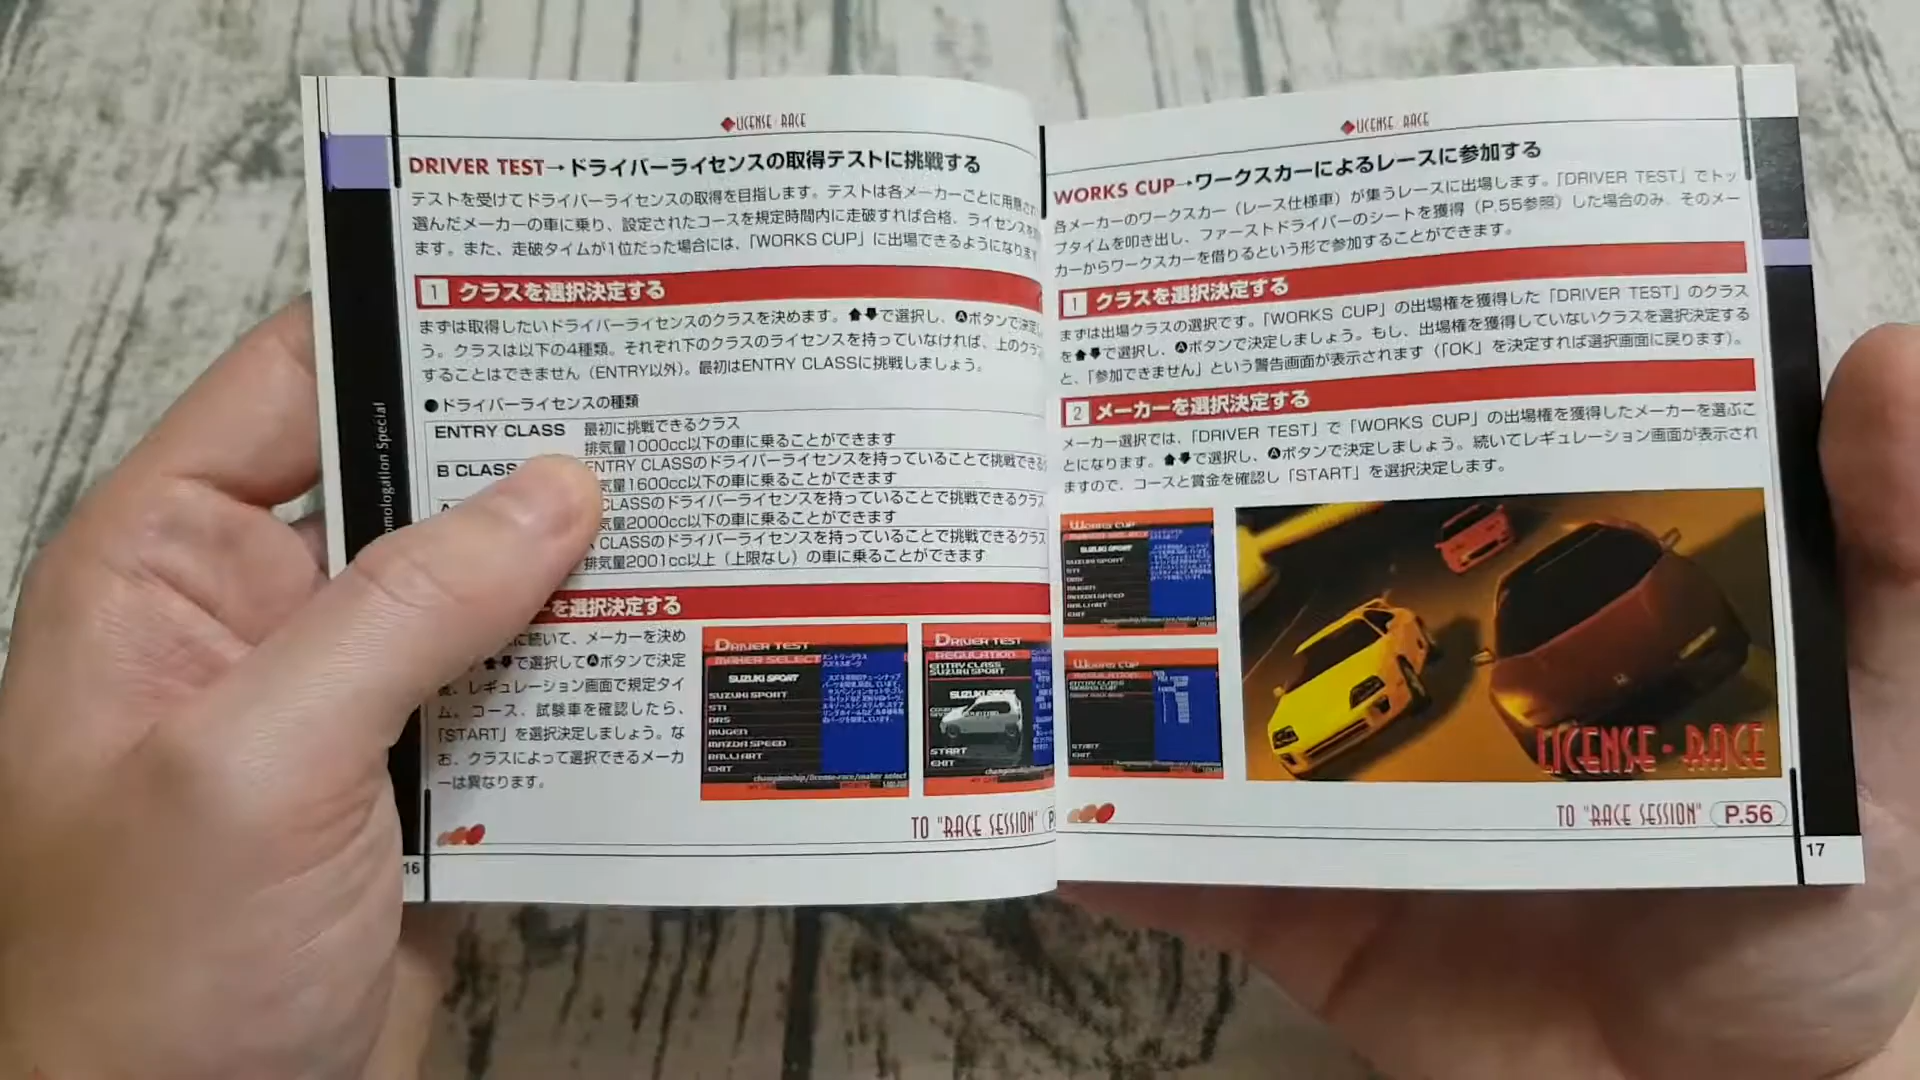 LICENSE・RACE
DRIVER TEST→ドライバーライセンスの取得テストに挑戦する
テストを受けてドライバーライセンスの取得を目指します。テストは各メーカーごとに用意され
選んだメーカーの車に乗り、設定されたコースを規定時間内に走破すれば合格、ライセンスを
ます。また、走破タイムが1位だった場合には、「WORKS CUP」に出場できるようになります
1 クラスを選択決定する
まずは取得したいドライバーライセンスのクラスを決めます。⬆⬇で選択し、Aボタンで決定し
う。クラスは以下の4種類。それぞれ下のクラスのライセンスを持っていなければ、上のクラ
することはできません（ENTRY以外）。最初はENTRY CLASSに挑戦しましょう。
●ドライバーライセンスの種類
ENTRY CLASS 最初に挑戦できるクラス
排気量1000cc以下の車に乗ることができます
B CLASS ENTRY CLASSのドライバーライセンスを持っていることで挑戦できる
気量1600cc以下の車に乗ることができます
CLASSのドライバーライセンスを持っていることで挑戦できるクラス
気量2000cc以下の車に乗ることができます
CLASSのドライバーライセンスを持っていることで挑戦できるクラス
排気量2001cc以上（上限なし）の車に乗ることができます
ーを選択決定する
に続いて、メーカーを決め
⬆⬇で選択してAボタンで決定
後、レギュレーション画面で規定タイ
ム、コース、試験車を確認したら、
「START」を選択決定しましょう。な
お、クラスによって選択できるメーカ
ーは異なります。
DRIVER TEST
MAKER SELECT
SUZUKI SPORT
SUZUKI SPORT
STI
DRS
MUGEN
MAZDA SPEED
RALLI ART
EXIT
championship/license-race/maker select
DRIVER TEST
REGULATION
ENTRY CLASS
SUZUKI SPORT
SUZUKI SPORT
START
EXIT
TO "RACE SESSION" P
16
omologation Special
LICENSE・RACE
WORKS CUP→ワークスカーによるレースに参加する
各メーカーのワークスカー（レース仕様車）が集うレースに出場します。「DRIVER TEST」でトッ
プタイムを叩き出し、ファーストドライバーのシートを獲得（P.55参照）した場合のみ、そのメー
カーからワークスカーを借りるという形で参加することができます。
1 クラスを選択決定する
まずは出場クラスの選択です。「WORKS CUP」の出場権を獲得した「DRIVER TEST」のクラス
を⬆⬇で選択し、Aボタンで決定しましょう。もし、出場権を獲得していないクラスを選択決定する
と、「参加できません」という警告画面が表示されます（「OK」を決定すれば選択画面に戻ります）。
2 メーカーを選択決定する
メーカー選択では、「DRIVER TEST」で「WORKS CUP」の出場権を獲得したメーカーを選ぶこ
とになります。⬆⬇で選択し、Aボタンで決定しましょう。続いてレギュレーション画面が表示され
ますので、コースと賞金を確認し「START」を選択決定します。
WORKS CUP
SUZUKI SPORT
SUZUKI SPORT
STI
DRS
MUGEN
MAZDA SPEED
RALLI ART
EXIT
WORKS CUP
REGULATION
START
EXIT
LICENSE・RACE
TO "RACE SESSION" P.56
17